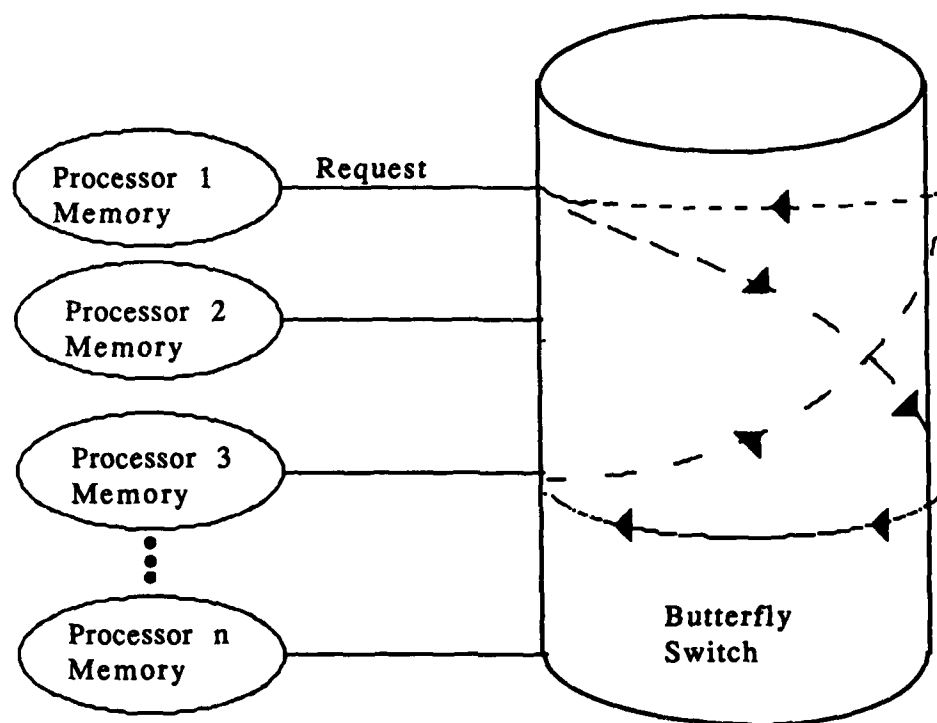 Processor 1
Memory
Request
Processor 2
Memory
Processor 3
Memory
Processor n
Memory
Butterfly
Switch